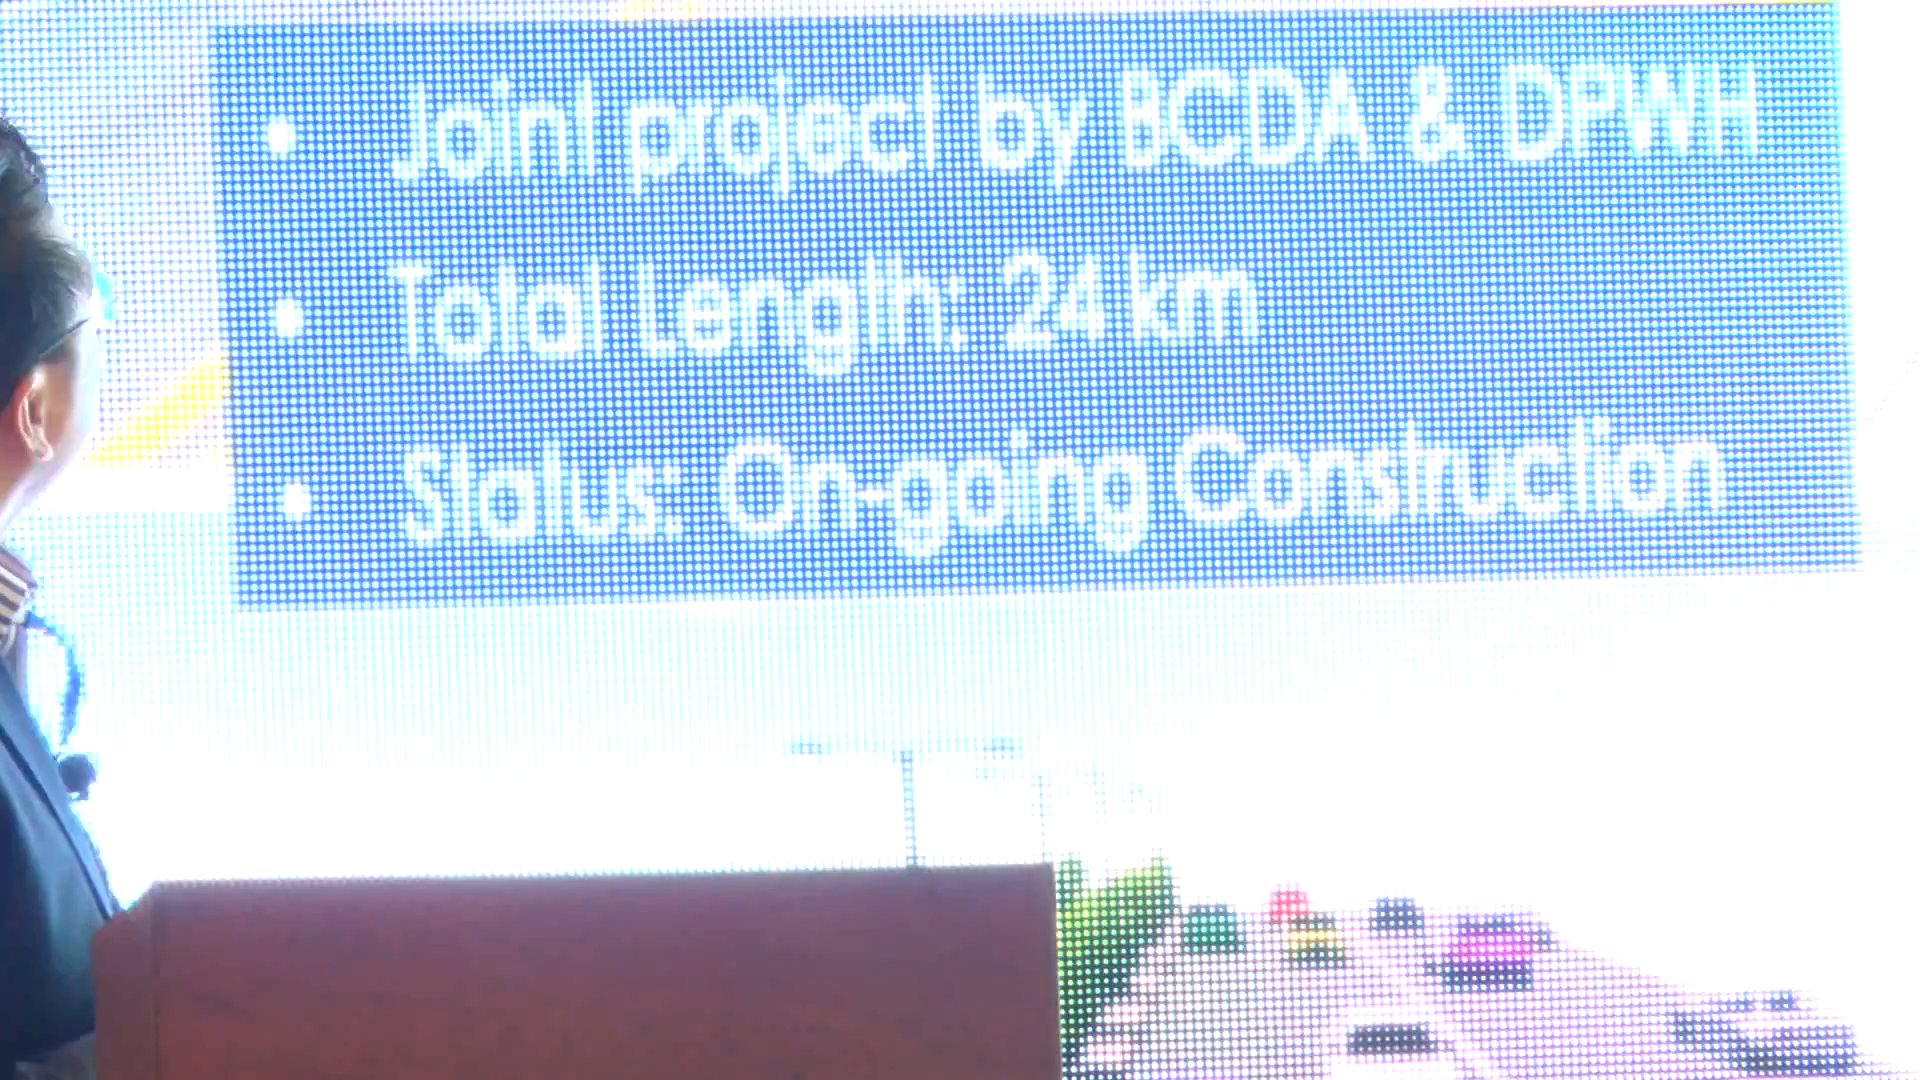 • Joint project by BCDA & DPWH
• Total Length: 24 km
• Status: On-going Construction